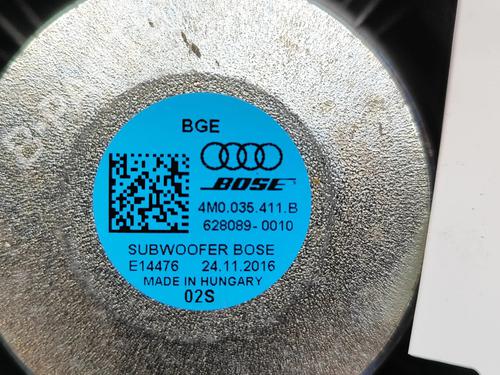 BGE
BOSE
4M0.035.411.B
628089-0010
SUBWOOFER BOSE
E14476 24.11.2016
MADE IN HUNGARY
02S